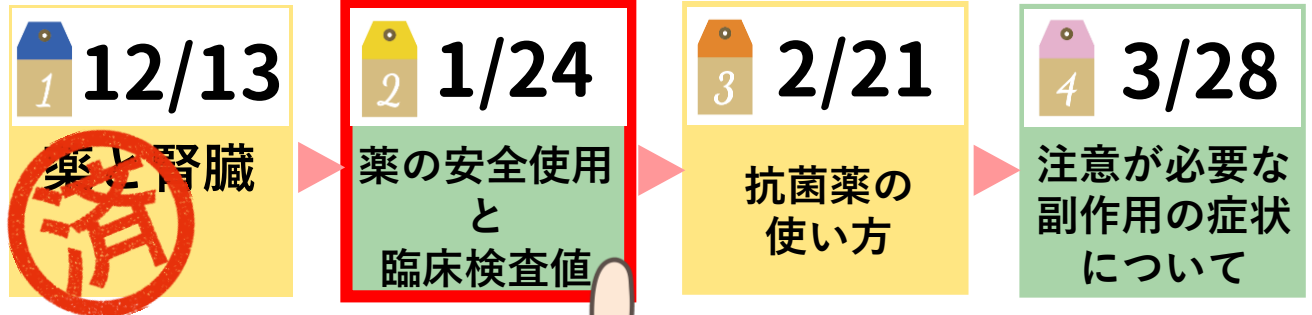 1
12/13
薬と腎臓
済
2
1/24
薬の安全使用
と
臨床検査値
3
2/21
抗菌薬の
使い方
4
3/28
注意が必要な
副作用の症状
について